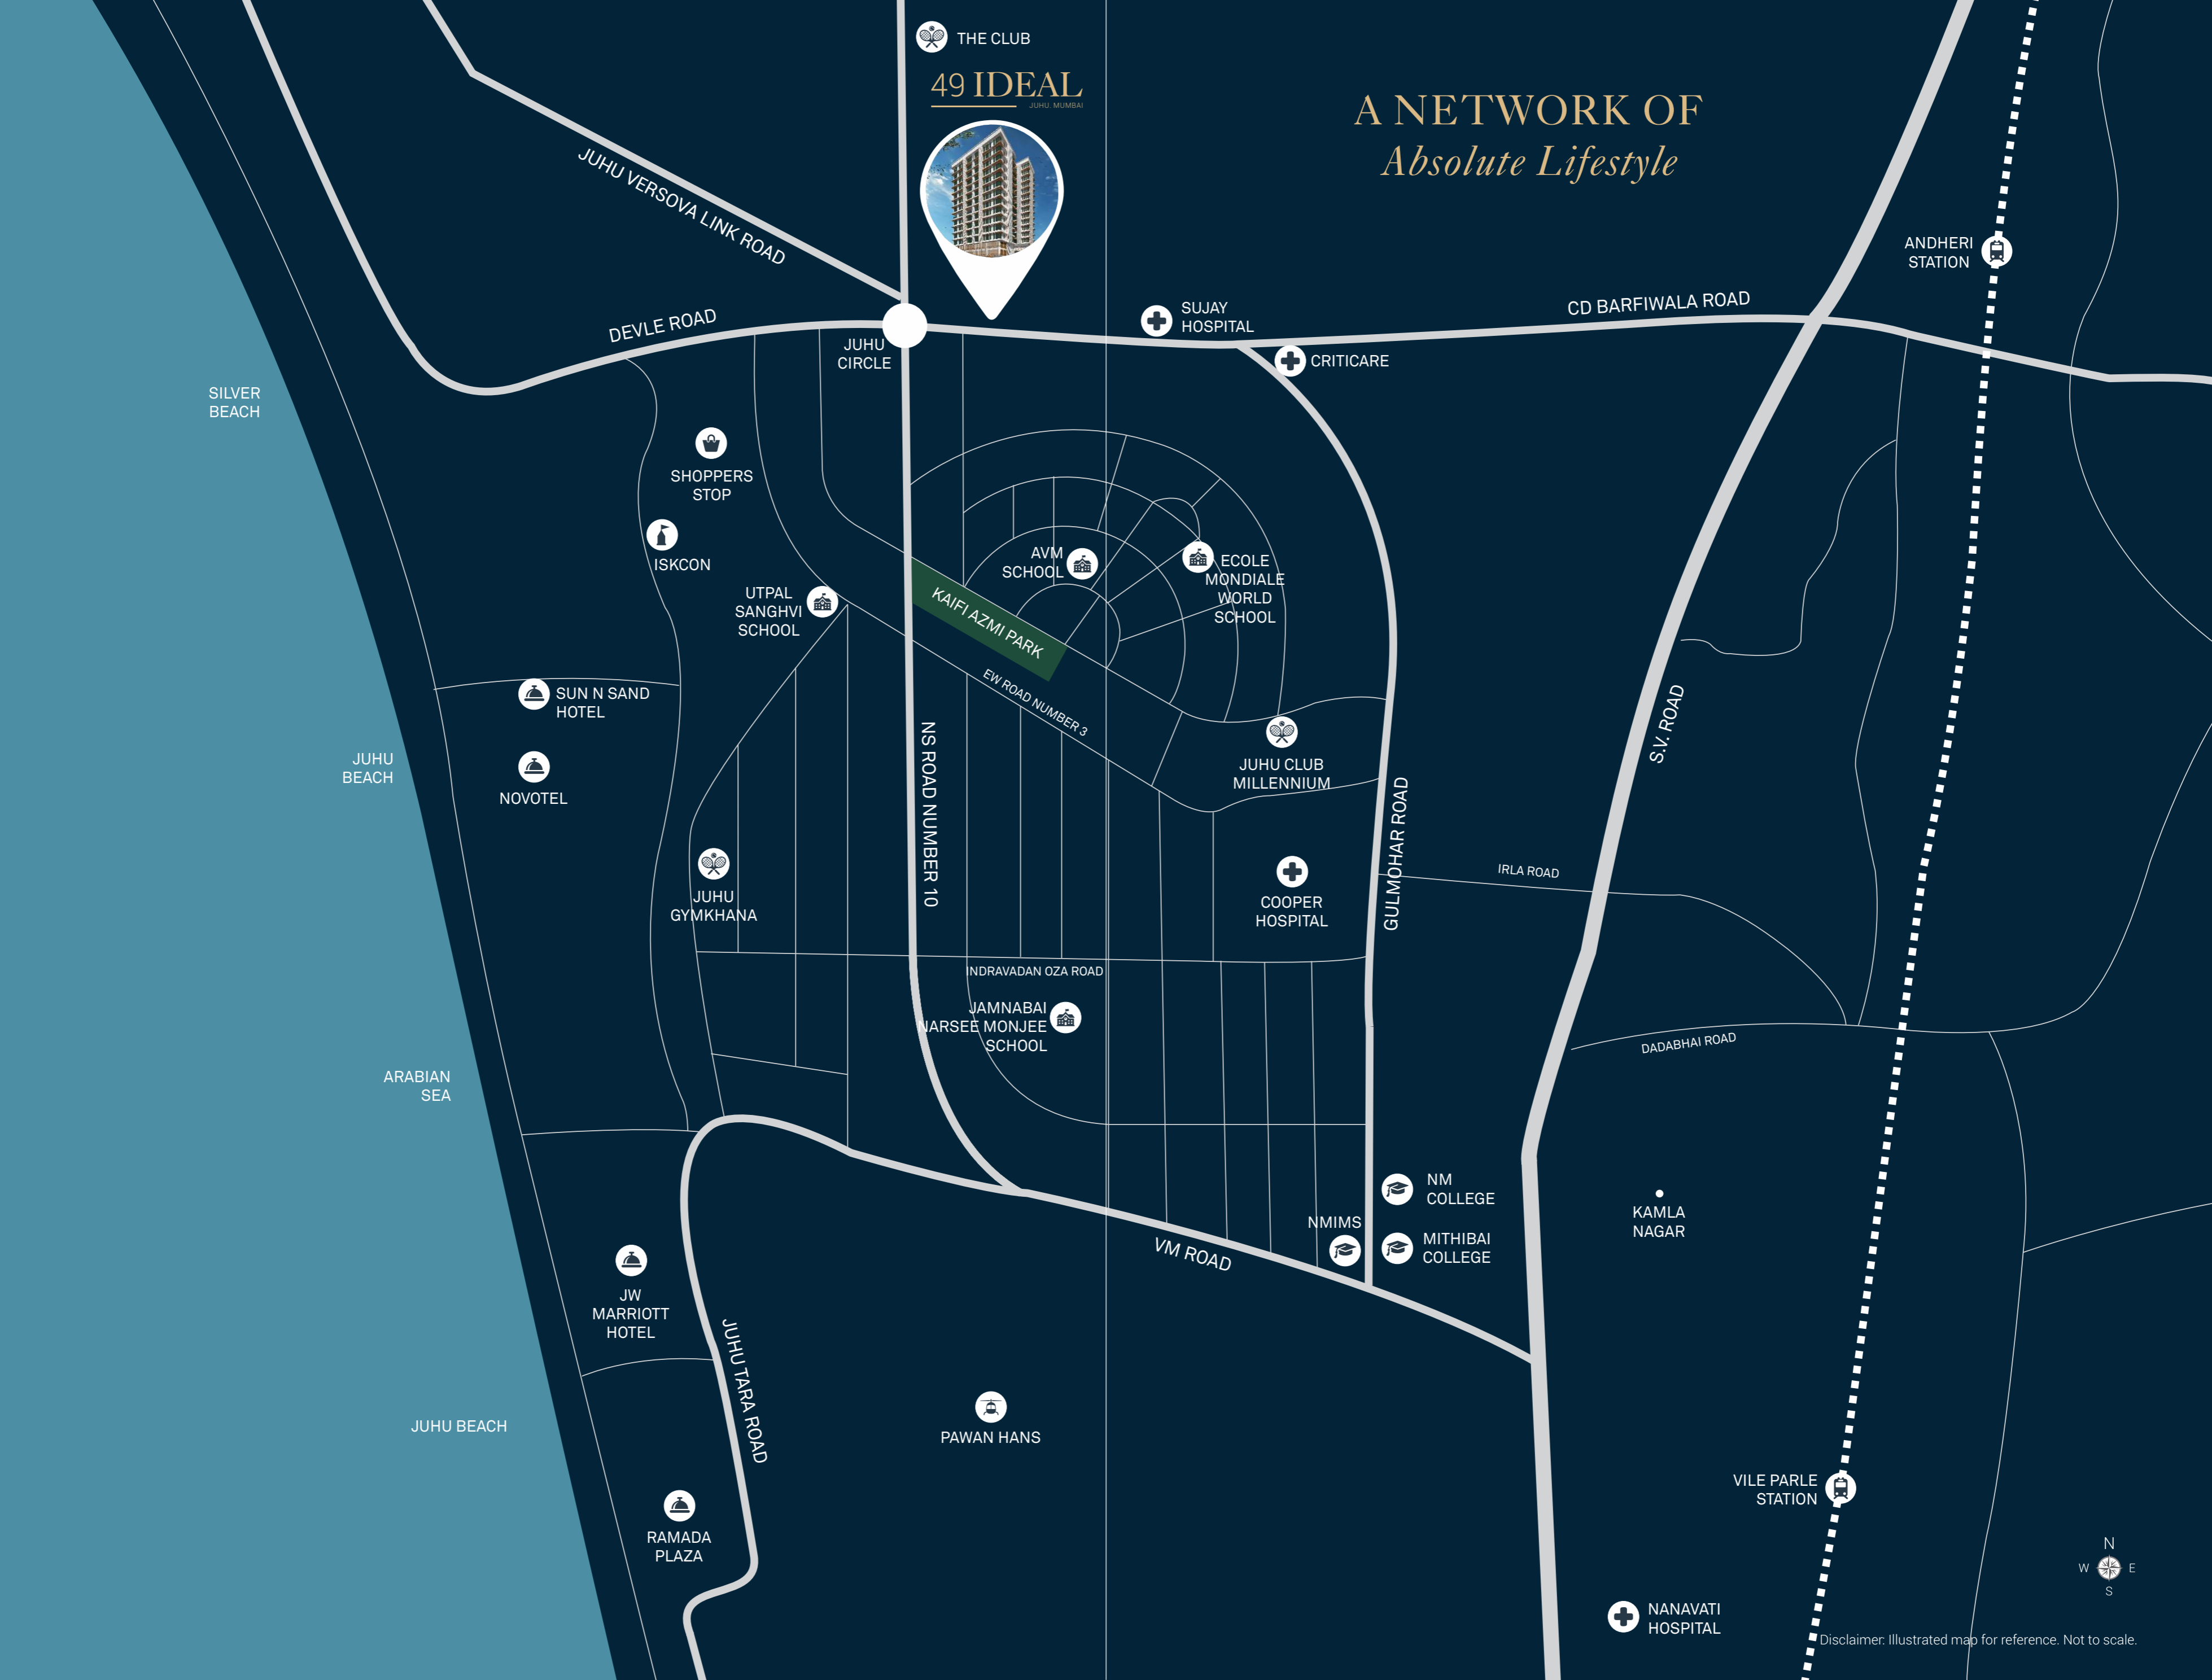 THE CLUB
49 IDEAL
JUHU. MUMBAI
A NETWORK OF
Absolute Lifestyle
JUHU VERSOVA LINK ROAD
ANDHERI
STATION
DEVLE ROAD
JUHU
CIRCLE
SUJAY
HOSPITAL
CD BARFIWALA ROAD
CRITICARE
SILVER
BEACH
SHOPPERS
STOP
ISKCON
AVM
SCHOOL
ECOLE
MONDIALE
WORLD
SCHOOL
UTPAL
SANGHVI
SCHOOL
KAIFI AZMI PARK
EW ROAD NUMBER 3
SUN N SAND
HOTEL
JUHU
BEACH
NOVOTEL
NS ROAD NUMBER 10
JUHU CLUB
MILLENNIUM
S.V. ROAD
GULMOHAR ROAD
JUHU
GYMKHANA
COOPER
HOSPITAL
IRLA ROAD
INDRAVADAN OZA ROAD
JAMNABAI
NARSEE MONJEE
SCHOOL
DADABHAI ROAD
ARABIAN
SEA
NM
COLLEGE
NMIMS
MITHIBAI
COLLEGE
KAMLA
NAGAR
VM ROAD
JW
MARRIOTT
HOTEL
JUHU TARA ROAD
JUHU BEACH
PAWAN HANS
VILE PARLE
STATION
RAMADA
PLAZA
N
W E
S
NANAVATI
HOSPITAL
Disclaimer: Illustrated map for reference. Not to scale.